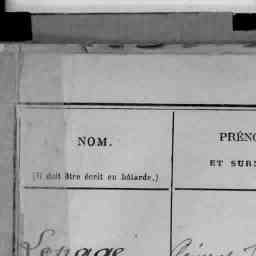 NOM.
(Il doit être écrit en bâtarde.)
PRÉNO
ET SURN
Lepage